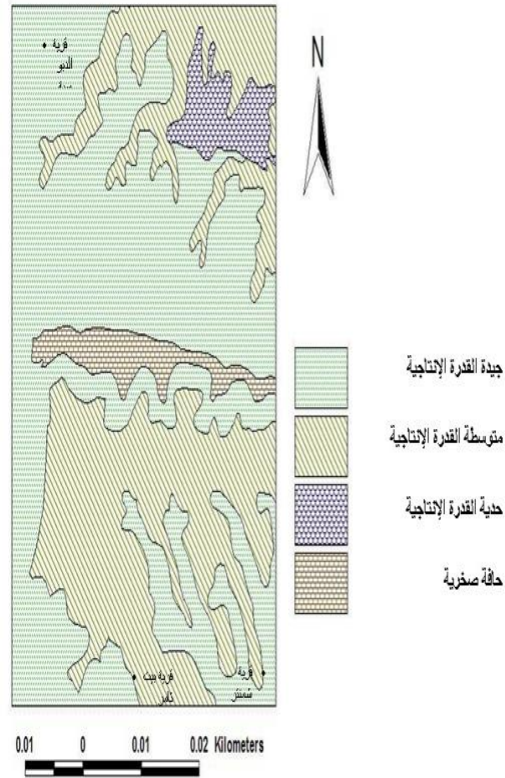 قرية
N
جيدة القدرة الإنتاجية
متوسطة القدرة الإنتاجية
حدية القدرة الإنتاجية
حافة صخرية
قرية بيت
قرية
0.01 0 0.01 0.02 Kilometers